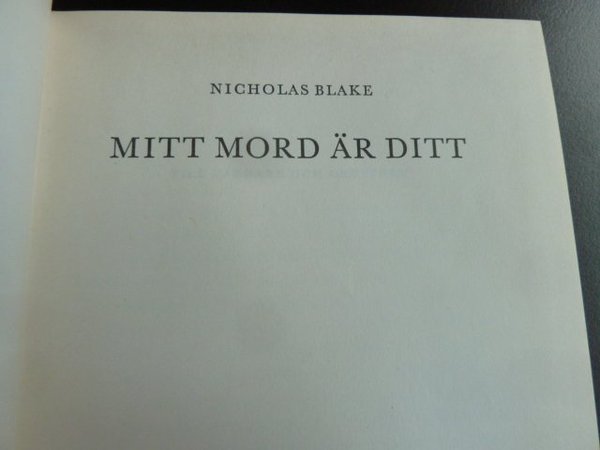 NICHOLAS BLAKE
MITT MORD ÄR DITT